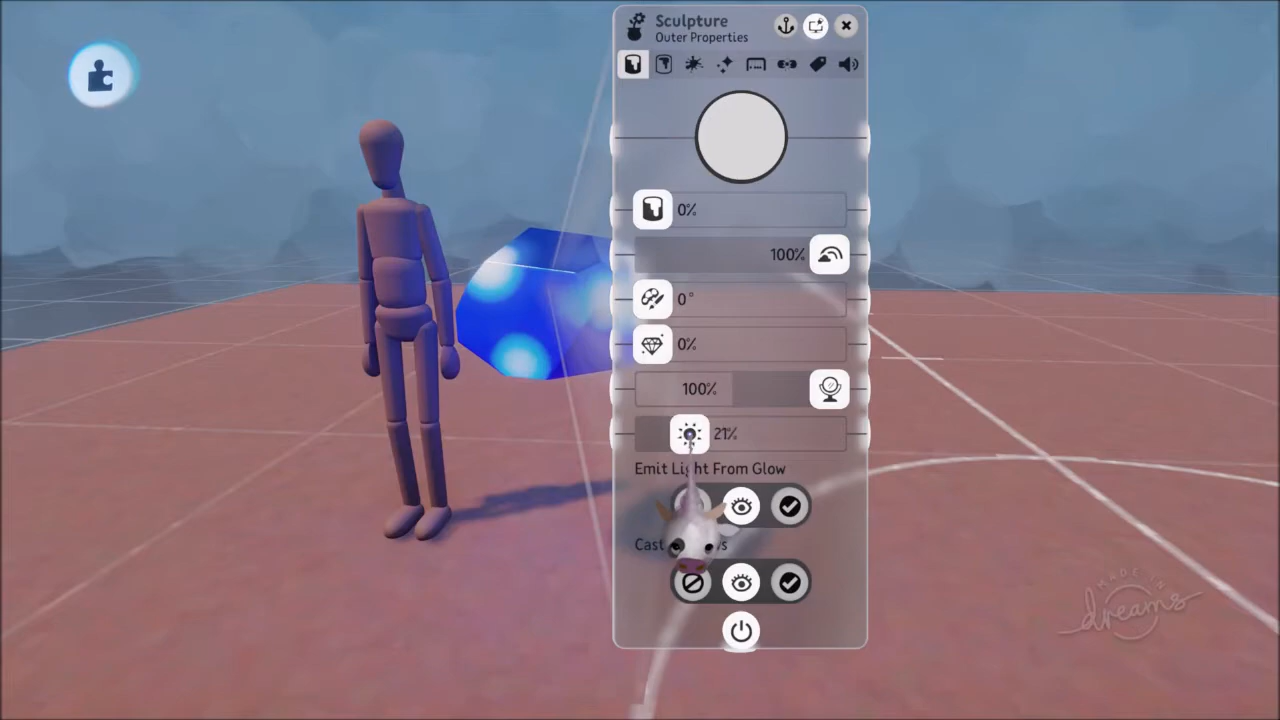 Sculpture
Outer Properties
0%
100%
0°
0%
100%
21%
Emit Light From Glow
Cast
MADE IN
dreams